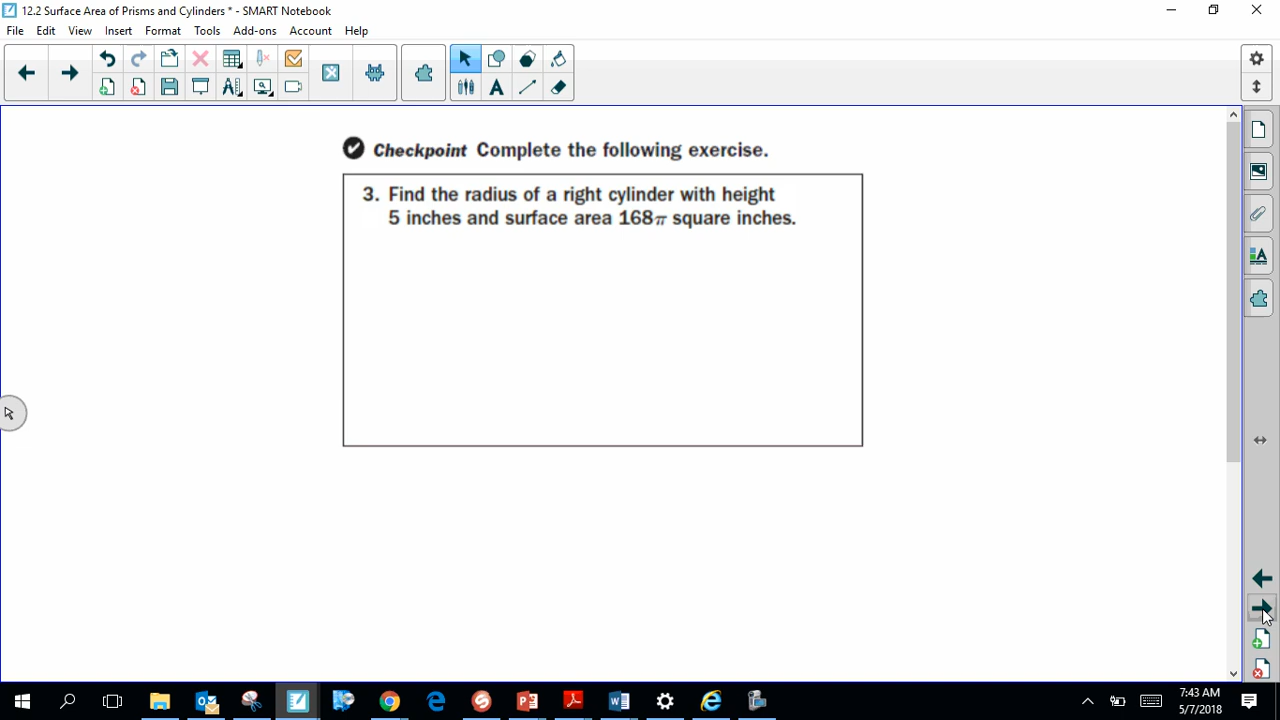 12.2 Surface Area of Prisms and Cylinders * - SMART Notebook
File Edit View Insert Format Tools Add-ons Account Help
Checkpoint Complete the following exercise.
3. Find the radius of a right cylinder with height
5 inches and surface area 168π square inches.
7:43 AM
5/7/2018